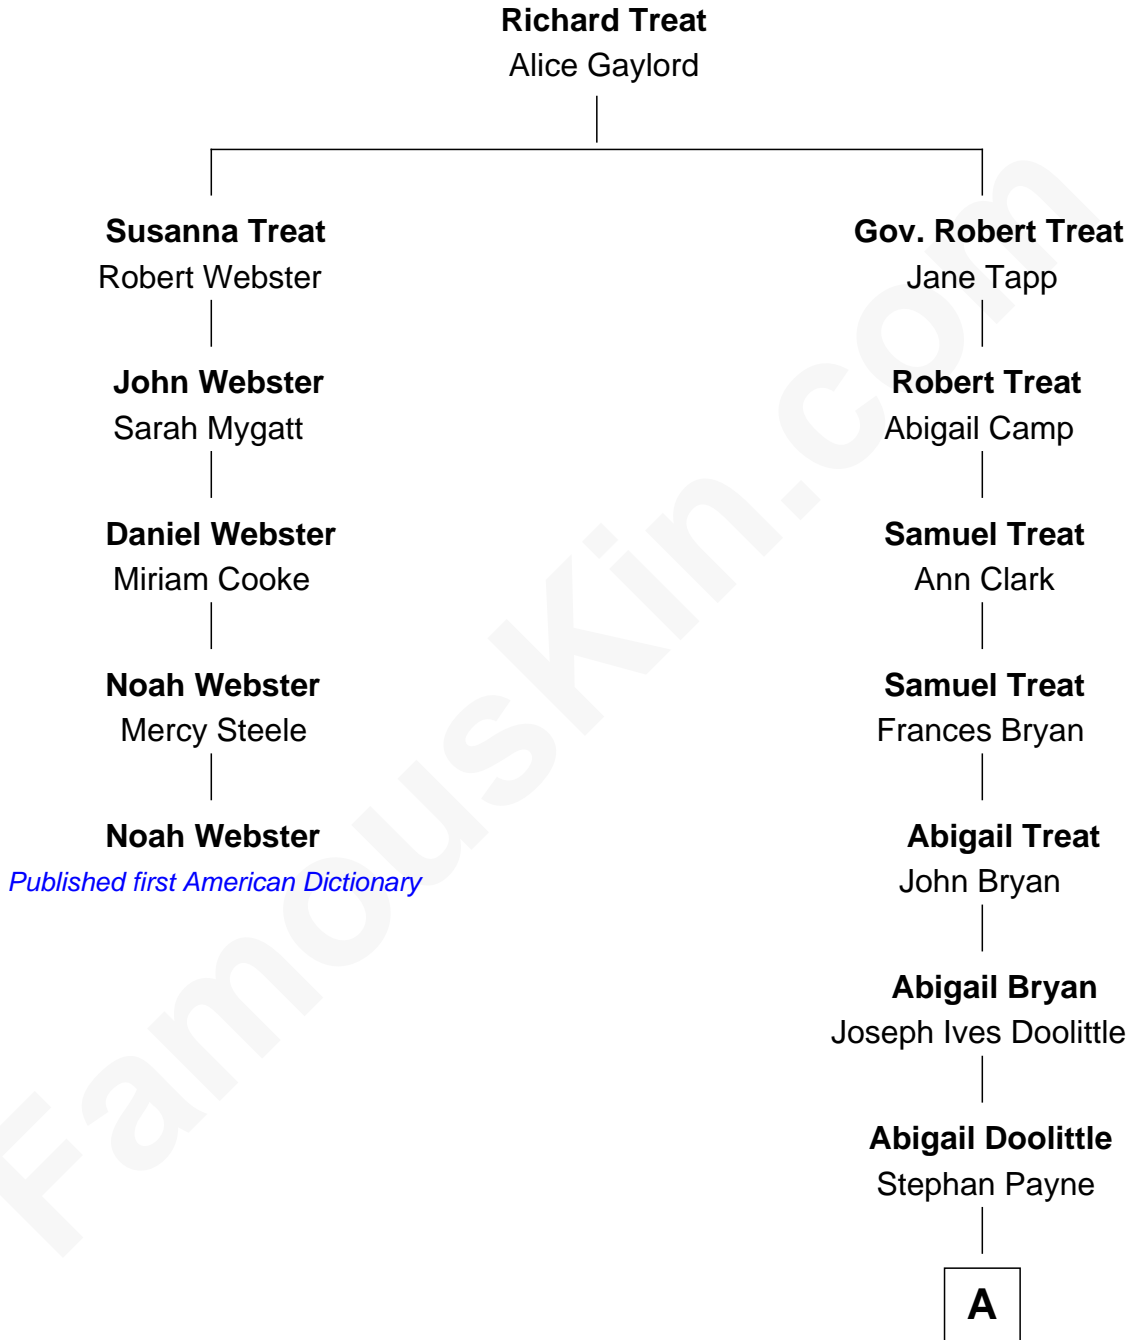 Richard Treat
Alice Gaylord
Susanna Treat
Robert Webster
Gov. Robert Treat
Jane Tapp
John Webster
Sarah Mygatt
Robert Treat
Abigail Camp
Daniel Webster
Miriam Cooke
Samuel Treat
Ann Clark
Noah Webster
Mercy Steele
Samuel Treat
Frances Bryan
Noah Webster
Published first American Dictionary
Abigail Treat
John Bryan
Abigail Bryan
Joseph Ives Doolittle
Abigail Doolittle
Stephan Payne
A
FamousKin.com